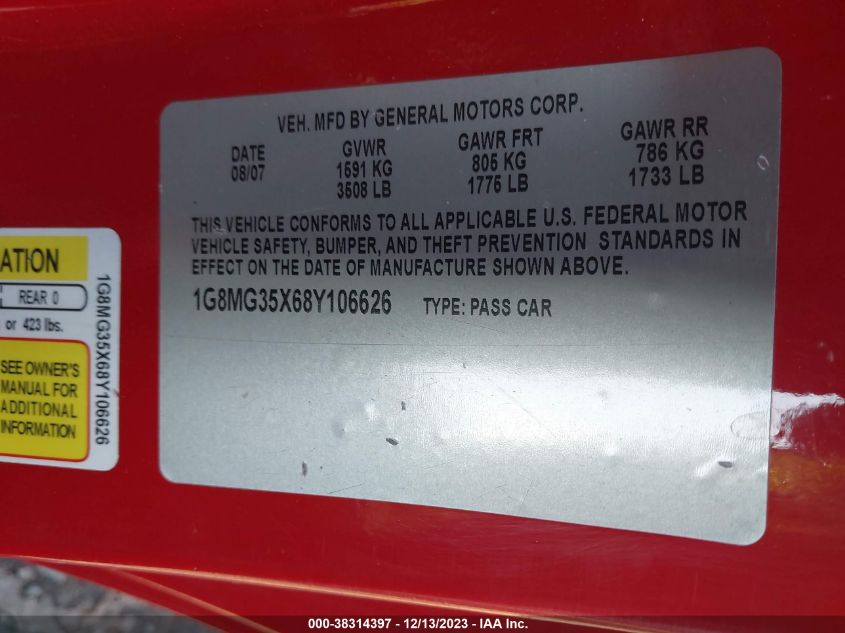 VEH. MFD BY GENERAL MOTORS CORP.
DATE GVWR GAWR FRT GAWR RR
08/07 1591 KG 805 KG 786 KG
3508 LB 1775 LB 1733 LB
THIS VEHICLE CONFORMS TO ALL APPLICABLE U.S. FEDERAL MOTOR
VEHICLE SAFETY, BUMPER, AND THEFT PREVENTION STANDARDS IN
EFFECT ON THE DATE OF MANUFACTURE SHOWN ABOVE.
1G8MG35X68Y106626 TYPE: PASS CAR
ATION
REAR 0
or 423 lbs.
SEE OWNER'S
MANUAL FOR
ADDITIONAL
INFORMATION
1G8MG35X68Y106626
000-38314397 - 12/13/2023 - IAA Inc.